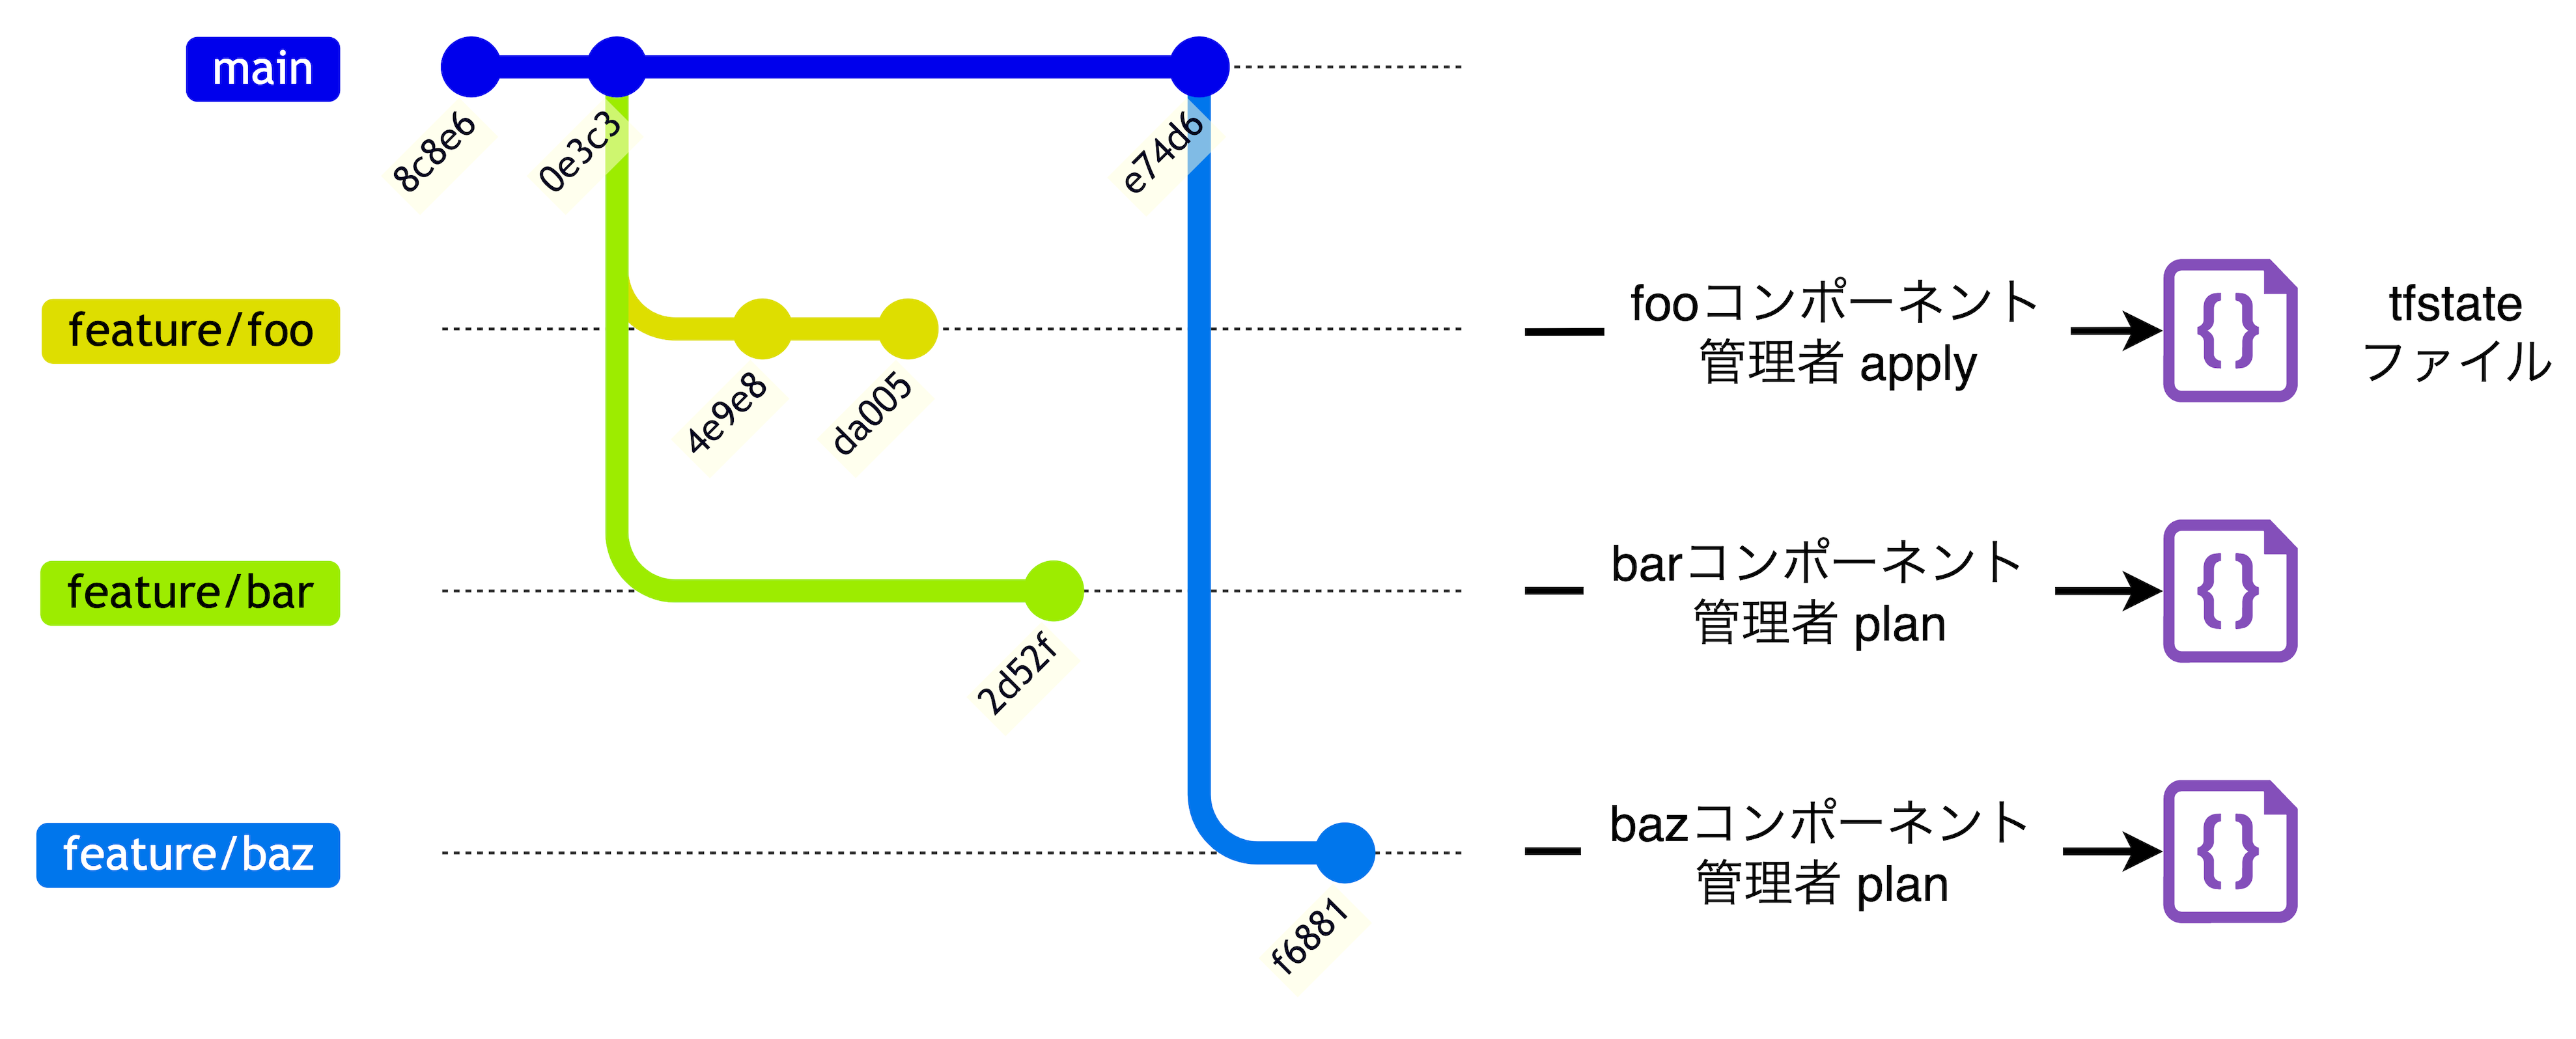 main
8c8e6
0e3c3
e74d6
feature/foo
4e9e8
da005
fooコンポーネント
管理者 apply
tfstate
ファイル
feature/bar
2d52f
barコンポーネント
管理者 plan
feature/baz
f6881
bazコンポーネント
管理者 plan